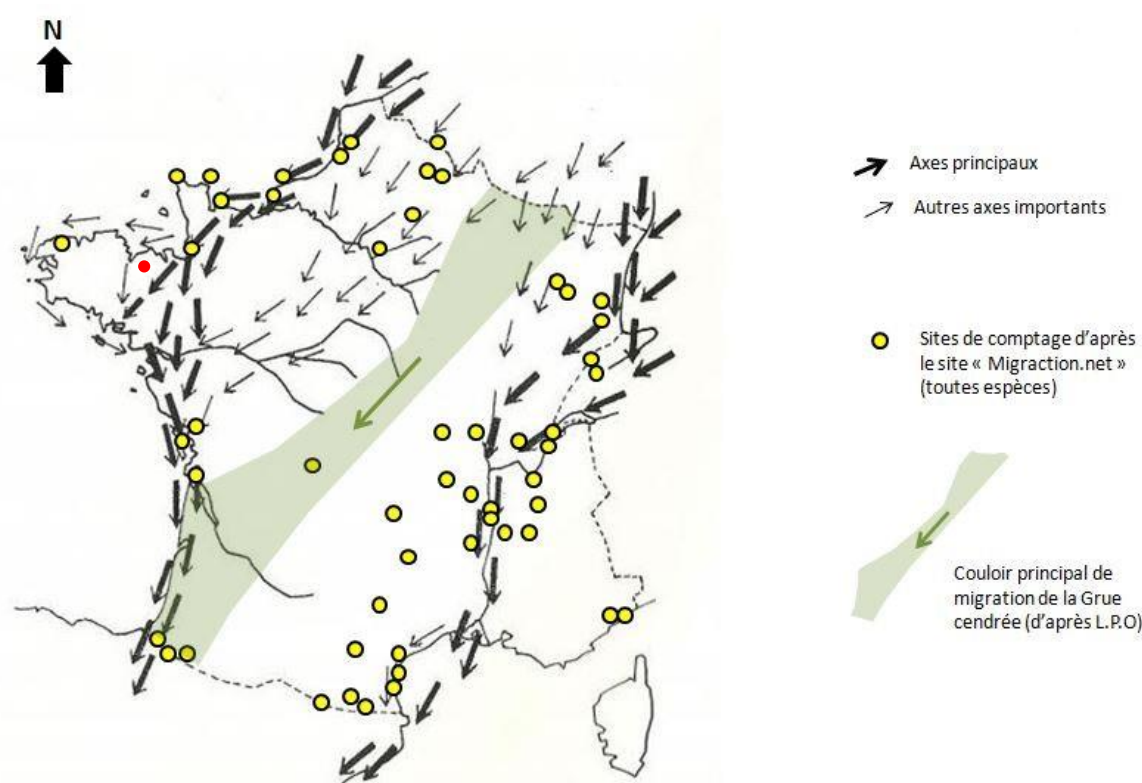 N
Axes principaux
Autres axes importants
Sites de comptage d'après
le site « Migraction.net »
(toutes espèces)
Couloir principal de
migration de la Grue
cendrée (d'après L.P.O)